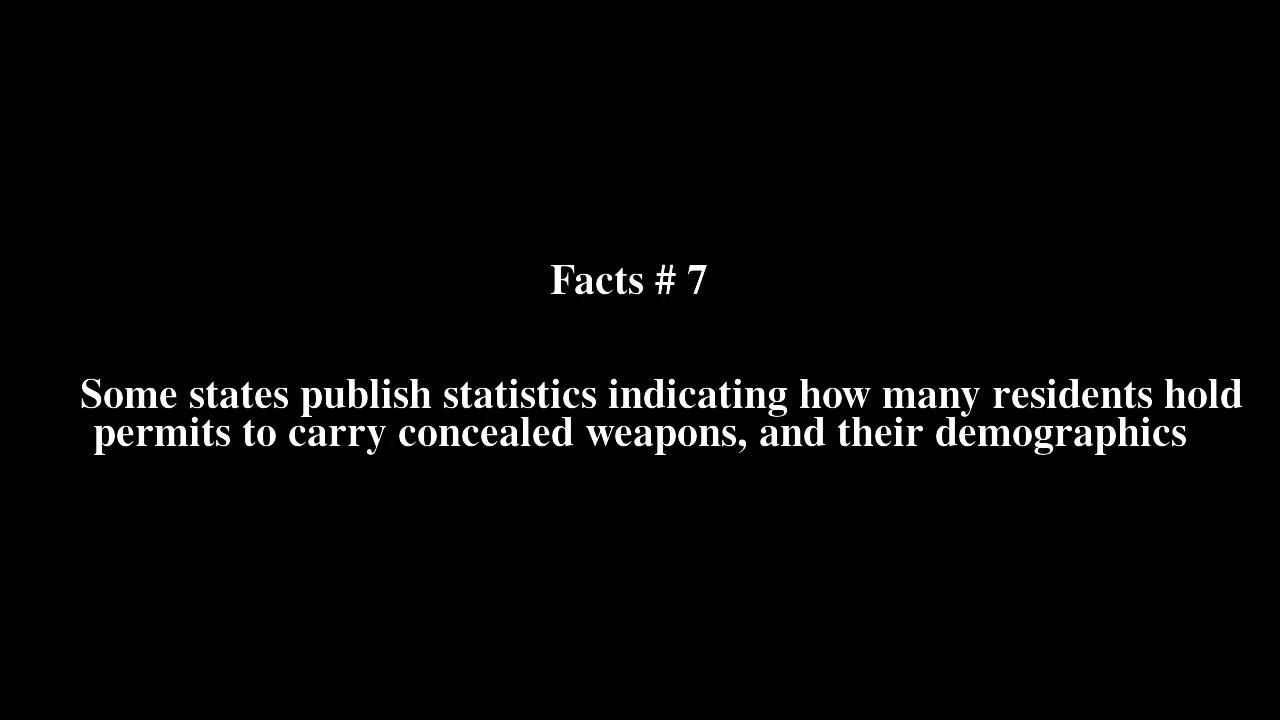 Facts # 7
Some states publish statistics indicating how many residents hold
permits to carry concealed weapons, and their demographics